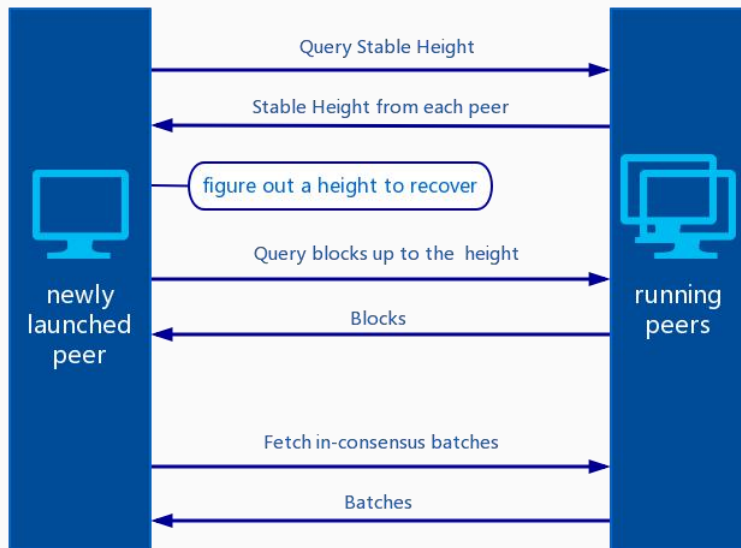 Query Stable Height
Stable Height from each peer
figure out a height to recover
Query blocks up to the height
newly
launched
peer
running
peers
Blocks
Fetch in-consensus batches
Batches